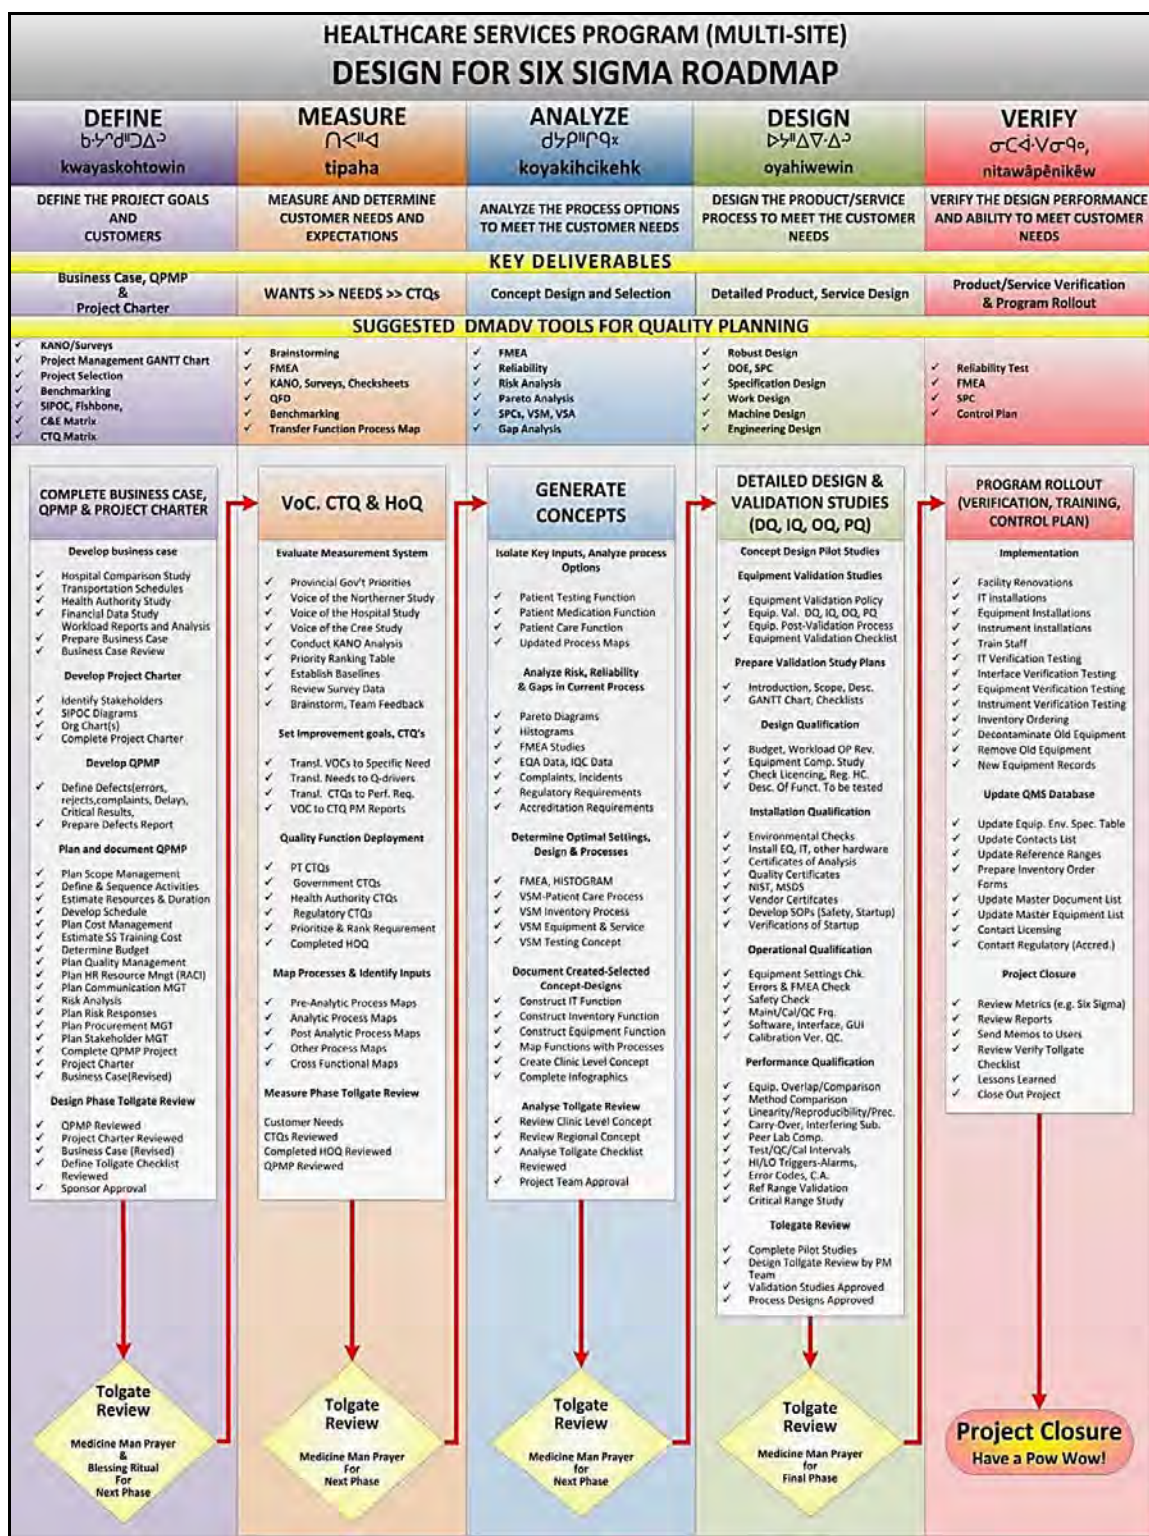 HEALTHCARE SERVICES PROGRAM (MULTI-SITE)
DESIGN FOR SIX SIGMA ROADMAP
DEFINE
kwayaskohtowin
MEASURE
ᑎᐸᐦᐊ
tipaha
ANALYZE
koyakihcikehk
DESIGN
oyahiwewin
VERIFY
nitawâpênikêw
DEFINE THE PROJECT GOALS
AND
CUSTOMERS
MEASURE AND DETERMINE
CUSTOMER NEEDS AND
EXPECTATIONS
ANALYZE THE PROCESS OPTIONS
TO MEET THE CUSTOMER NEEDS
DESIGN THE PRODUCT/SERVICE
PROCESS TO MEET THE CUSTOMER
NEEDS
VERIFY THE DESIGN PERFORMANCE
AND ABILITY TO MEET CUSTOMER
NEEDS
KEY DELIVERABLES
Business Case, QPMP
&
Project Charter
WANTS >> NEEDS >> CTQs
Concept Design and Selection
Detailed Product, Service Design
Product/Service Verification
& Program Rollout
SUGGESTED DMADV TOOLS FOR QUALITY PLANNING
✓ KANO/Surveys
✓ Project Management GANTT Chart
✓ Project Selection
✓ Benchmarking
✓ SIPOC, Fishbone,
✓ C&E Matrix
✓ CTQ Matrix
✓ Brainstorming
✓ FMEA
✓ KANO, Surveys, Checksheets
✓ QFD
✓ Benchmarking
✓ Transfer Function Process Map
✓ FMEA
✓ Reliability
✓ Risk Analysis
✓ Pareto Analysis
✓ SPCs, VSM, VSA
✓ Gap Analysis
✓ Robust Design
✓ DOE, SPC
✓ Specification Design
✓ Work Design
✓ Machine Design
✓ Engineering Design
✓ Reliability Test
✓ FMEA
✓ SPC
✓ Control Plan
COMPLETE BUSINESS CASE,
QPMP & PROJECT CHARTER
Develop business case
✓ Hospital Comparison Study
✓ Transportation Schedules
✓ Health Authority Study
✓ Financial Data Study
Workload Reports and Analysis
✓ Prepare Business Case
✓ Business Case Review
Develop Project Charter
✓ Identify Stakeholders
✓ SIPOC Diagrams
✓ Org Chart(s)
✓ Complete Project Charter
Develop QPMP
✓ Define Defects(errors,
rejects,complaints, Delays,
Critical Results,
✓ Prepare Defects Report
Plan and document QPMP
✓ Plan Scope Management
✓ Define & Sequence Activities
✓ Estimate Resources & Duration
✓ Develop Schedule
✓ Plan Cost Management
✓ Estimate SS Training Cost
✓ Determine Budget
✓ Plan Quality Management
✓ Plan HR Resource Mngt (RACI)
✓ Plan Communication MGT
✓ Risk Analysis
✓ Plan Risk Responses
✓ Plan Procurement MGT
✓ Plan Stakeholder MGT
✓ Complete QPMP Project
✓ Project Charter
✓ Business Case(Revised)
Design Phase Tollgate Review
✓ QPMP Reviewed
✓ Project Charter Reviewed
✓ Business Case (Revised)
✓ Define Tollgate Checklist
Reviewed
✓ Sponsor Approval
Tolgate
Review
Medicine Man Prayer
&
Blessing Ritual
For
Next Phase
VoC. CTQ & HoQ
Evaluate Measurement System
✓ Provincial Gov't Priorities
✓ Voice of the Northerner Study
✓ Voice of the Hospital Study
✓ Voice of the Cree Study
✓ Conduct KANO Analysis
✓ Priority Ranking Table
✓ Establish Baselines
✓ Review Survey Data
✓ Brainstorm, Team Feedback
Set Improvement goals, CTQ's
✓ Transl. VOCs to Specific Need
✓ Transl. Needs to Q-drivers
✓ Transl. CTQs to Perf. Req.
✓ VOC to CTQ PM Reports
Quality Function Deployment
✓ PT CTQs
✓ Government CTQs
✓ Health Authority CTQs
✓ Regulatory CTQs
✓ Prioritize & Rank Requirement
✓ Completed HOQ
Map Processes & Identify Inputs
✓ Pre-Analytic Process Maps
✓ Analytic Process Maps
✓ Post Analytic Process Maps
✓ Other Process Maps
✓ Cross Functional Maps
Measure Phase Tollgate Review
Customer Needs
CTQs Reviewed
Completed HOQ Reviewed
QPMP Reviewed
Tolgate
Review
Medicine Man Prayer
For
Next Phase
GENERATE
CONCEPTS
Isolate Key Inputs, Analyze process
Options
✓ Patient Testing Function
✓ Patient Medication Function
✓ Patient Care Function
✓ Updated Process Maps
Analyze Risk, Reliability
& Gaps in Current Process
✓ Pareto Diagrams
✓ Histograms
✓ FMEA Studies
✓ EQA Data, IQC Data
✓ Complaints, Incidents
✓ Regulatory Requirements
✓ Accreditation Requirements
Determine Optimal Settings,
Design & Processes
✓ FMEA, HISTOGRAM
✓ VSM-Patient Care Process
✓ VSM Inventory Process
✓ VSM Equipment & Service
✓ VSM Testing Concept
Document Created-Selected
Concept-Designs
✓ Construct IT Function
✓ Construct Inventory Function
✓ Construct Equipment Function
✓ Map Functions with Processes
✓ Create Clinic Level Concept
✓ Complete Infographics
Analyse Tollgate Review
✓ Review Clinic Level Concept
✓ Review Regional Concept
✓ Analyse Tollgate Checklist
Reviewed
✓ Project Team Approval
Tolgate
Review
Medicine Man Prayer
For
Next Phase
DETAILED DESIGN &
VALIDATION STUDIES
(DQ, IQ, OQ, PQ)
Concept Design Pilot Studies
Equipment Validation Studies
✓ Equipment Validation Policy
✓ Equip. Val. DQ, IQ, OQ, PQ
✓ Equip. Post-Validation Process
✓ Equipment Validation Checklist
Prepare Validation Study Plans
✓ Introduction, Scope, Desc.
✓ GANTT Chart, Checklists
Design Qualification
✓ Budget, Workload OP Rev.
✓ Equipment Comp. Study
✓ Check Licencing, Reg. HC.
✓ Desc. Of Funct. To be tested
Installation Qualification
✓ Environmental Checks
✓ Install EQ, IT, other hardware
✓ Certificates of Analysis
✓ Quality Certificates
✓ NIST, MSDS
✓ Vendor Certifcates
✓ Develop SOPs (Safety, Startup)
✓ Verifications of Startup
Operational Qualification
✓ Equipment Settings Chk.
✓ Errors & FMEA Check
✓ Safety Check
✓ Maint/Cal/QC Frq.
✓ Software, Interface, GUI
✓ Calibration Ver. QC.
Performance Qualification
✓ Equip. Overlap/Comparison
✓ Method Comparison
✓ Linearity/Reproducibility/Prec.
✓ Carry-Over, Interfering Sub.
✓ Peer Lab Comp.
✓ Test/QC/Cal Intervals
✓ HI/LO Triggers-Alarms,
✓ Error Codes, C.A.
✓ Ref Range Validation
✓ Critical Range Study
Tolegate Review
✓ Complete Pilot Studies
✓ Design Tollgate Review by PM
Team
✓ Validation Studies Approved
✓ Process Designs Approved
Tolgate
Review
Medicine Man Prayer
for
Final Phase
PROGRAM ROLLOUT
(VERIFICATION, TRAINING,
CONTROL PLAN)
Implementation
✓ Facility Renovations
✓ IT Installations
✓ Equipment Installations
✓ Instrument Installations
✓ Train Staff
✓ IT Verification Testing
✓ Interface Verification Testing
✓ Equipment Verification Testing
✓ Instrument Verification Testing
✓ Inventory Ordering
✓ Decontaminate Old Equipment
✓ Remove Old Equipment
✓ New Equipment Records
Update QMS Database
✓ Update Equip. Env. Spec. Table
✓ Update Contacts List
✓ Update Reference Ranges
✓ Prepare Inventory Order
Forms
✓ Update Master Document List
✓ Update Master Equipment List
✓ Contact Licensing
✓ Contact Regulatory (Accred.)
Project Closure
✓ Review Metrics (e.g. Six Sigma)
✓ Review Reports
✓ Send Memos to Users
✓ Review Verify Tollgate
Checklist
✓ Lessons Learned
✓ Close Out Project
Project Closure
Have a Pow Wow!